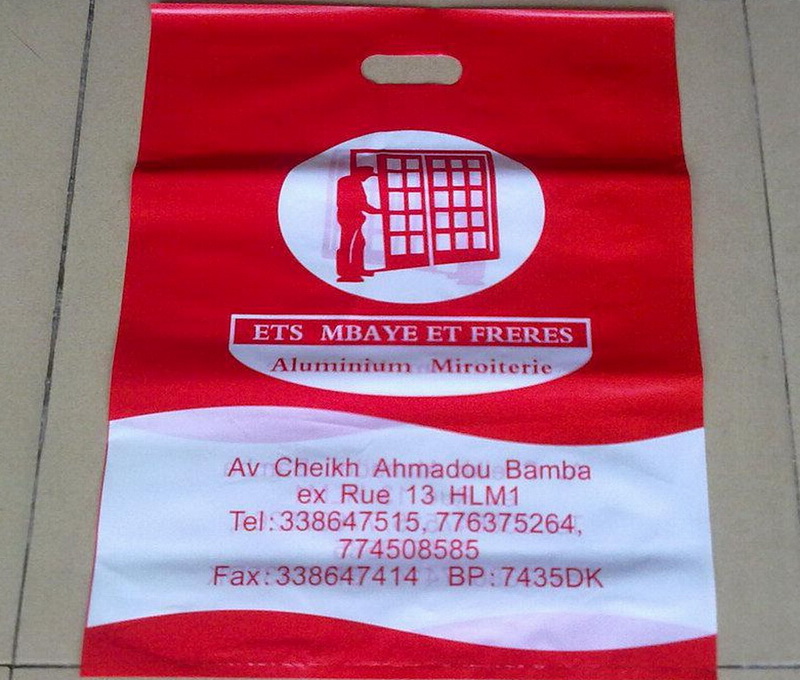 ETS MBAYE ET FRERES
Aluminium Miroiterie
Av Cheikh Ahmadou Bamba
ex Rue 13 HLM1
Tel:338647515, 776375264,
774508585
Fax:338647414 BP:7435DK